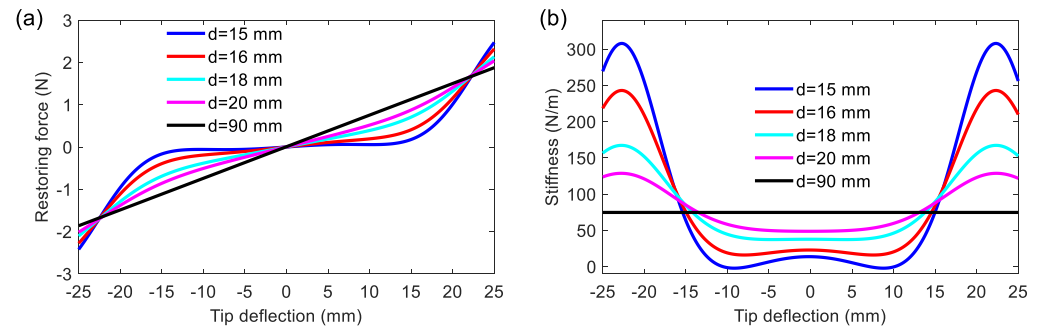 (a)
3
2
1
0
-1
-2
-3
Restoring force (N)
d=15 mm
d=16 mm
d=18 mm
d=20 mm
d=90 mm
-25 -20 -15 -10 -5 0 5 10 15 20 25
Tip deflection (mm)
(b)
300
250
200
150
100
50
0
Stiffness (N/m)
d=15 mm
d=16 mm
d=18 mm
d=20 mm
d=90 mm
-25 -20 -15 -10 -5 0 5 10 15 20 25
Tip deflection (mm)